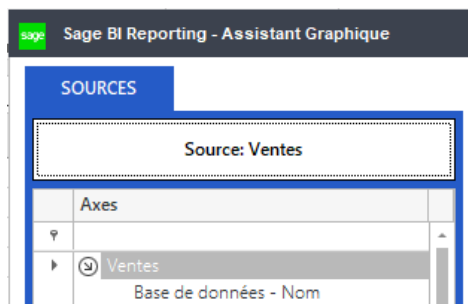 sage Sage BI Reporting - Assistant Graphique
SOURCES
Source: Ventes
Axes
Ventes
Base de données - Nom